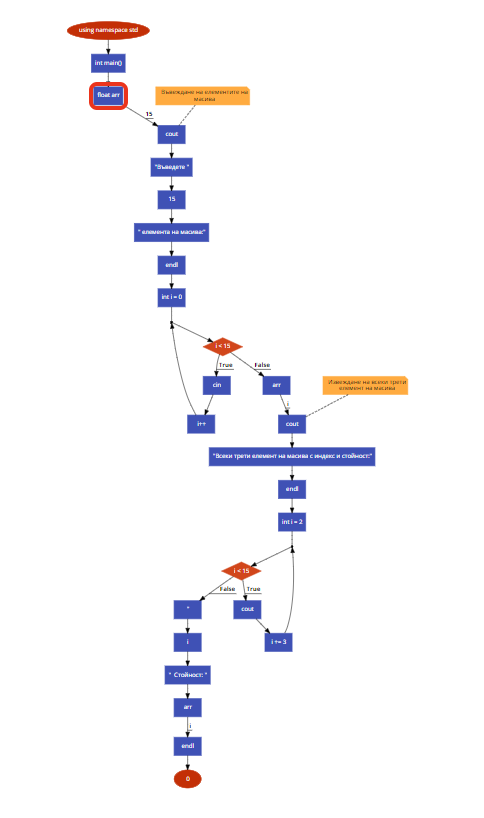 using namespace std
int main()
float arr
Въвеждане на елементите на
масива
15
cout
"Въведете "
15
" елемента на масива:"
endl
int i = 0
i < 15
True
False
cin
arr
Извеждане на всеки трети
елемент на масива
i
i++
cout
"Всеки трети елемент на масива с индекс и стойност:"
endl
int i = 2
i < 15
False
True
"
cout
i
i += 3
" Стойност: "
arr
i
endl
0